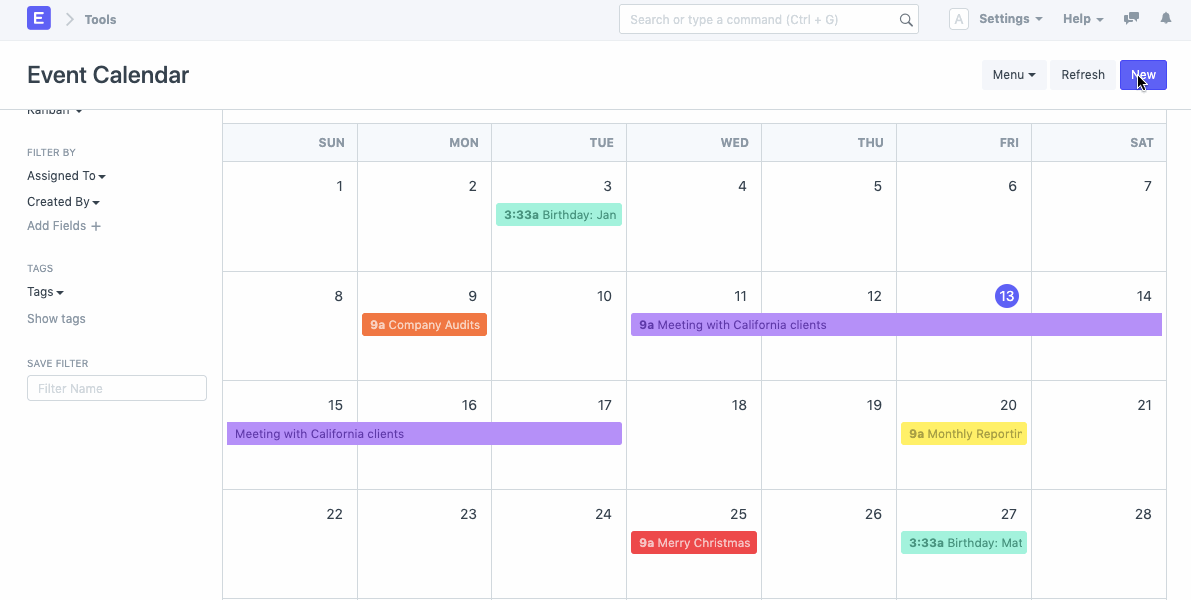 E Tools Search or type a command (Ctrl + G) A Settings Help
Event Calendar Menu Refresh New
Kanban
FILTER BY
Assigned To
Created By
Add Fields +
TAGS
Tags
Show tags
SAVE FILTER
Filter Name
SUN MON TUE WED THU FRI SAT
1 2 3 4 5 6 7
3:33a Birthday: Jan
8 9 10 11 12 13 14
9a Company Audits 9a Meeting with California clients
15 16 17 18 19 20 21
Meeting with California clients 9a Monthly Reportin
22 23 24 25 26 27 28
9a Merry Christmas 3:33a Birthday: Mat